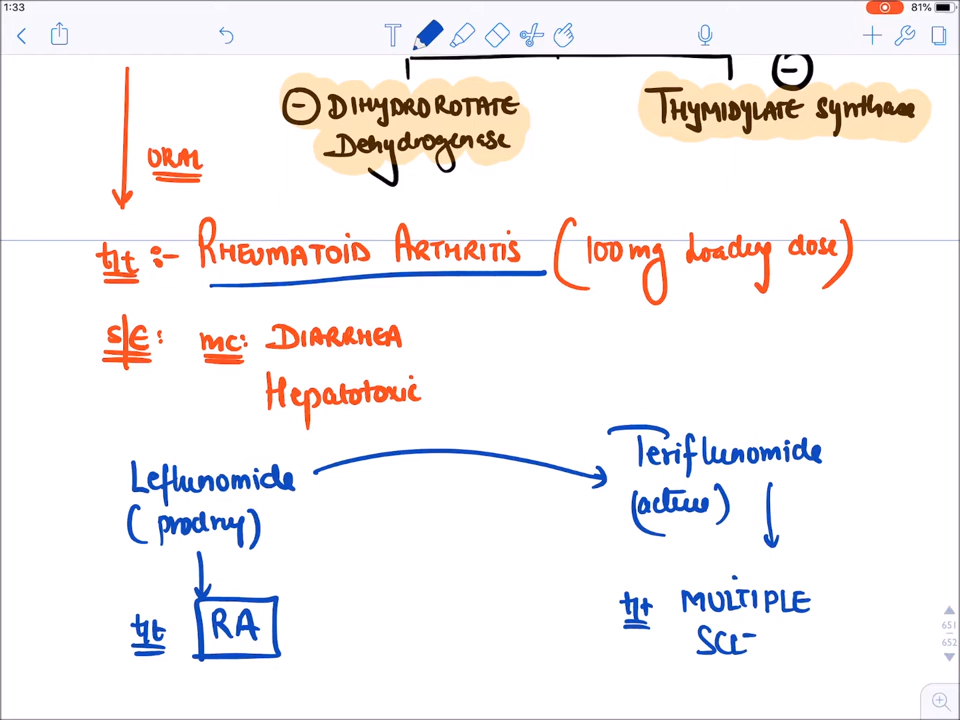 1:33
81%
T
⊖ DIHYDROROTATE
Dehydrogenase
⊖
THYMIDYLATE synthase
ORAL
t/t :- RHEUMATOID ARTHRITIS (100mg loading dose)
S/E: mc: DIARRHEA
Hepatotoxic
Leflunomide
(prodrug)
Teriflunomide
(active)
t/t RA
t/t MULTIPLE
SCL
651
652